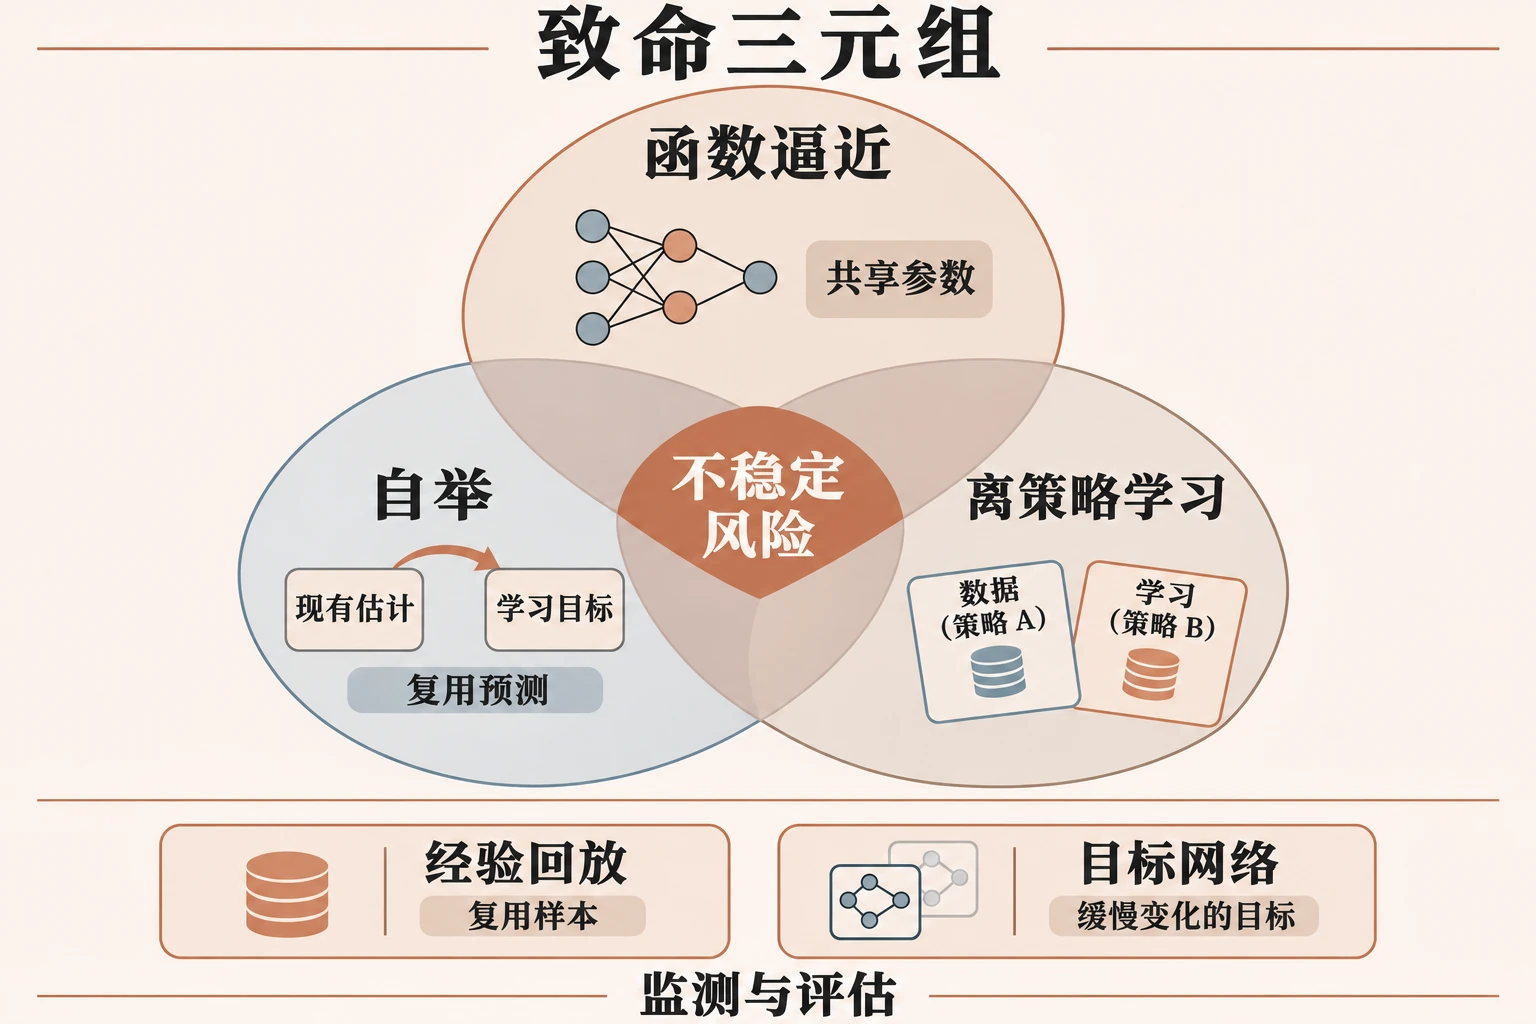 致命三元组
函数逼近
共享参数
自举
现有估计
学习目标
复用预测
不稳定
风险
离策略学习
数据
(策略 A)
学习
(策略 B)
经验回放
复用样本
目标网络
缓慢变化的目标
监测与评估